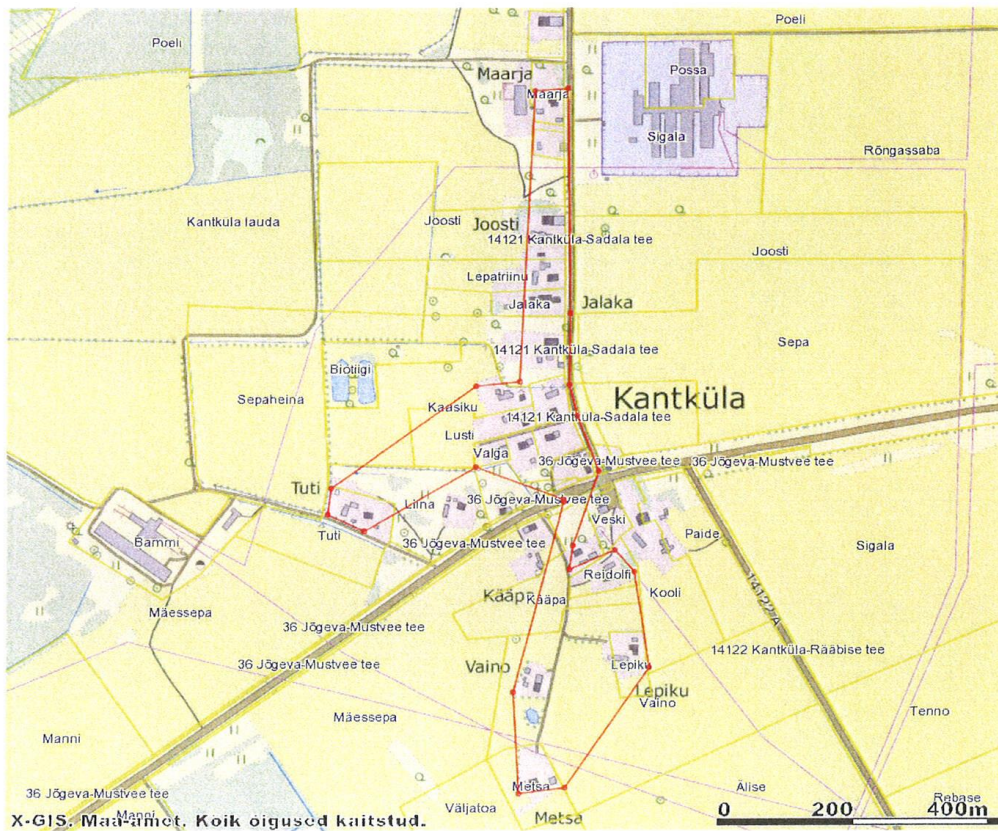 Poeli
Poeli
Maarja
Maarja
Possa
Sigala
Rõngassaba
Kantküla lauda
Joosti
Joosti
14121 Kantküla-Sadala tee
Joosti
Lepatriinu
Jalaka
Jalaka
14121 Kantküla-Sadala tee
Sepa
Biotiigi
Sepaheina
Kaasiku
Kantküla
14121 Kantküla-Sadala tee
Lusti
Valga
36 Jõgeva-Mustvee tee
36 Jõgeva-Mustvee tee
Tuti
Liina
36 Jõgeva-Mustvee tee
Veski
Tuti
Paide
Bammi
36 Jõgeva-Mustvee tee
Sigala
Reidolfi
Kooli
Kääpa
Kääpa
14122 A
Mäessepa
36 Jõgeva-Mustvee tee
14122 Kantküla-Rääbise tee
36 Jõgeva-Mustvee tee
Vaino
Lepiku
Lepiku
Vaino
Tenno
Mäessepa
Manni
36 Jõgeva-Mustvee tee
Metsa
Älise
Rebase
Manni
Väljatoa
Metsa
0 200 400m
X-GIS. Maa-amet. Kõik õigused kaitstud.